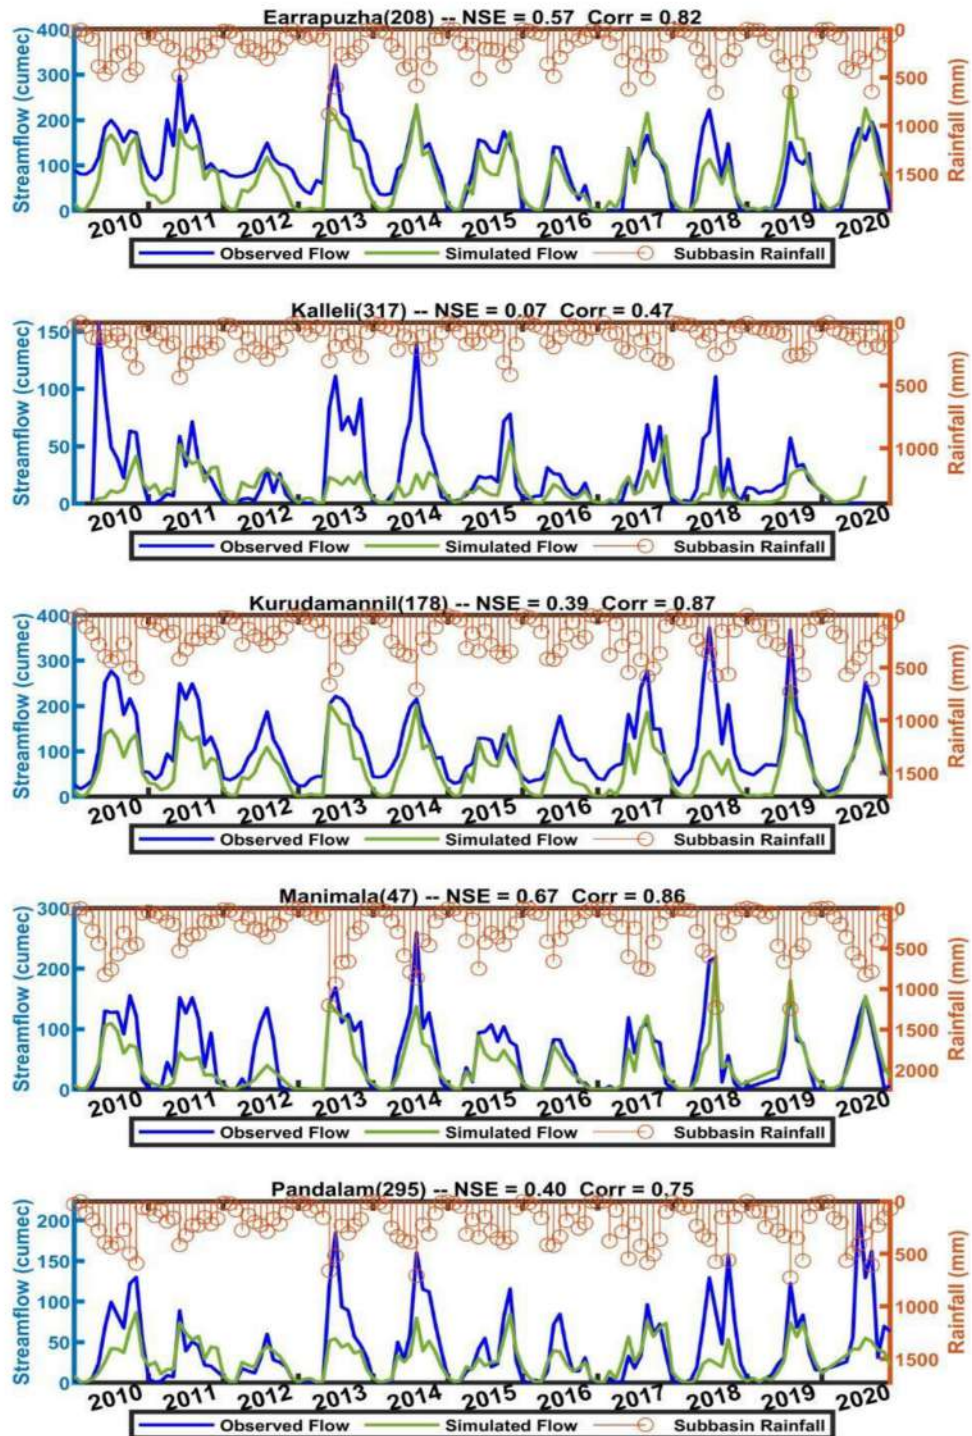 Earrapuzha(208) -- NSE = 0.57 Corr = 0.82
Streamflow (cumec)
400
300
200
100
0
0
500
1000
1500
Rainfall (mm)
2010 2011 2012 2013 2014 2015 2016 2017 2018 2019 2020
Observed Flow Simulated Flow Subbasin Rainfall
Kalleli(317) -- NSE = 0.07 Corr = 0.47
Streamflow (cumec)
150
100
50
0
0
500
1000
Rainfall (mm)
2010 2011 2012 2013 2014 2015 2016 2017 2018 2019 2020
Observed Flow Simulated Flow Subbasin Rainfall
Kurudamannil(178) -- NSE = 0.39 Corr = 0.87
Streamflow (cumec)
400
300
200
100
0
0
500
1000
1500
Rainfall (mm)
2010 2011 2012 2013 2014 2015 2016 2017 2018 2019 2020
Observed Flow Simulated Flow Subbasin Rainfall
Manimala(47) -- NSE = 0.67 Corr = 0.86
Streamflow (cumec)
300
200
100
0
0
500
1000
1500
2000
Rainfall (mm)
2010 2011 2012 2013 2014 2015 2016 2017 2018 2019 2020
Observed Flow Simulated Flow Subbasin Rainfall
Pandalam(295) -- NSE = 0.40 Corr = 0.75
Streamflow (cumec)
200
150
100
50
0
0
500
1000
1500
Rainfall (mm)
2010 2011 2012 2013 2014 2015 2016 2017 2018 2019 2020
Observed Flow Simulated Flow Subbasin Rainfall